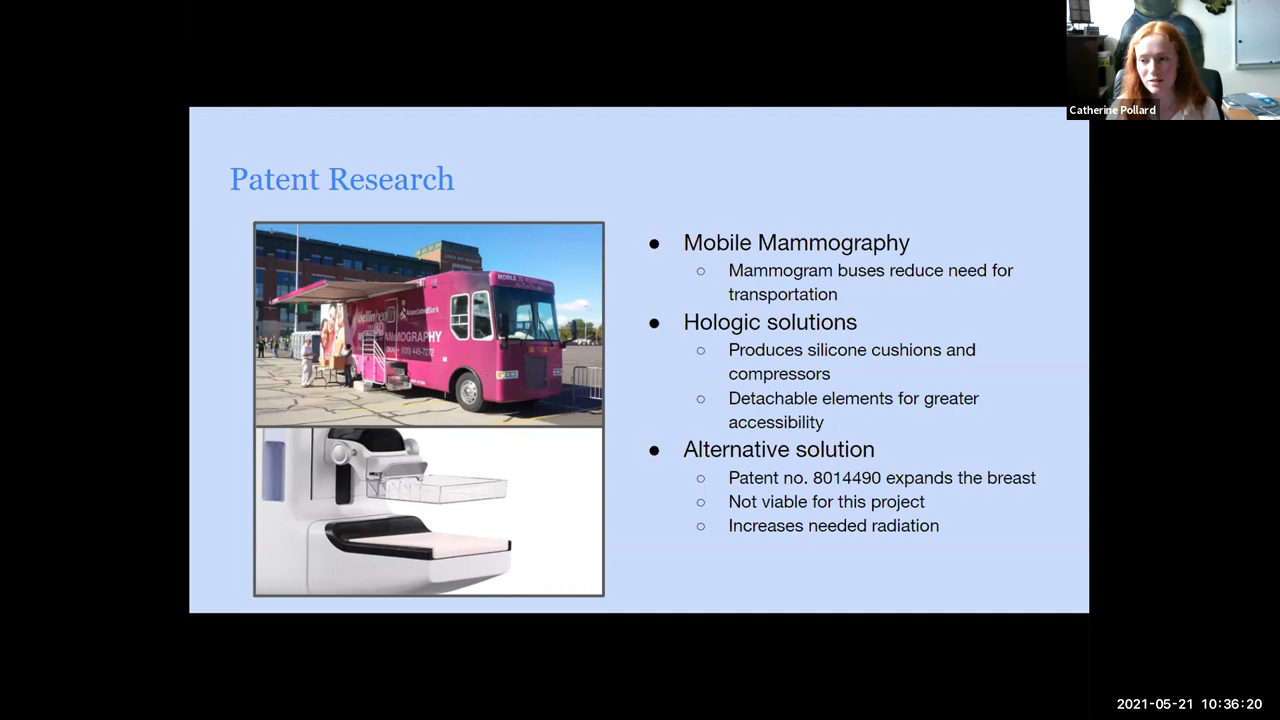 Catherine Pollard
Patent Research
MOBILE
MAMMOGRAPHY
● Mobile Mammography
○ Mammogram buses reduce need for
transportation
● Hologic solutions
○ Produces silicone cushions and
compressors
○ Detachable elements for greater
accessibility
● Alternative solution
○ Patent no. 8014490 expands the breast
○ Not viable for this project
○ Increases needed radiation
2021-05-21 10:36:20